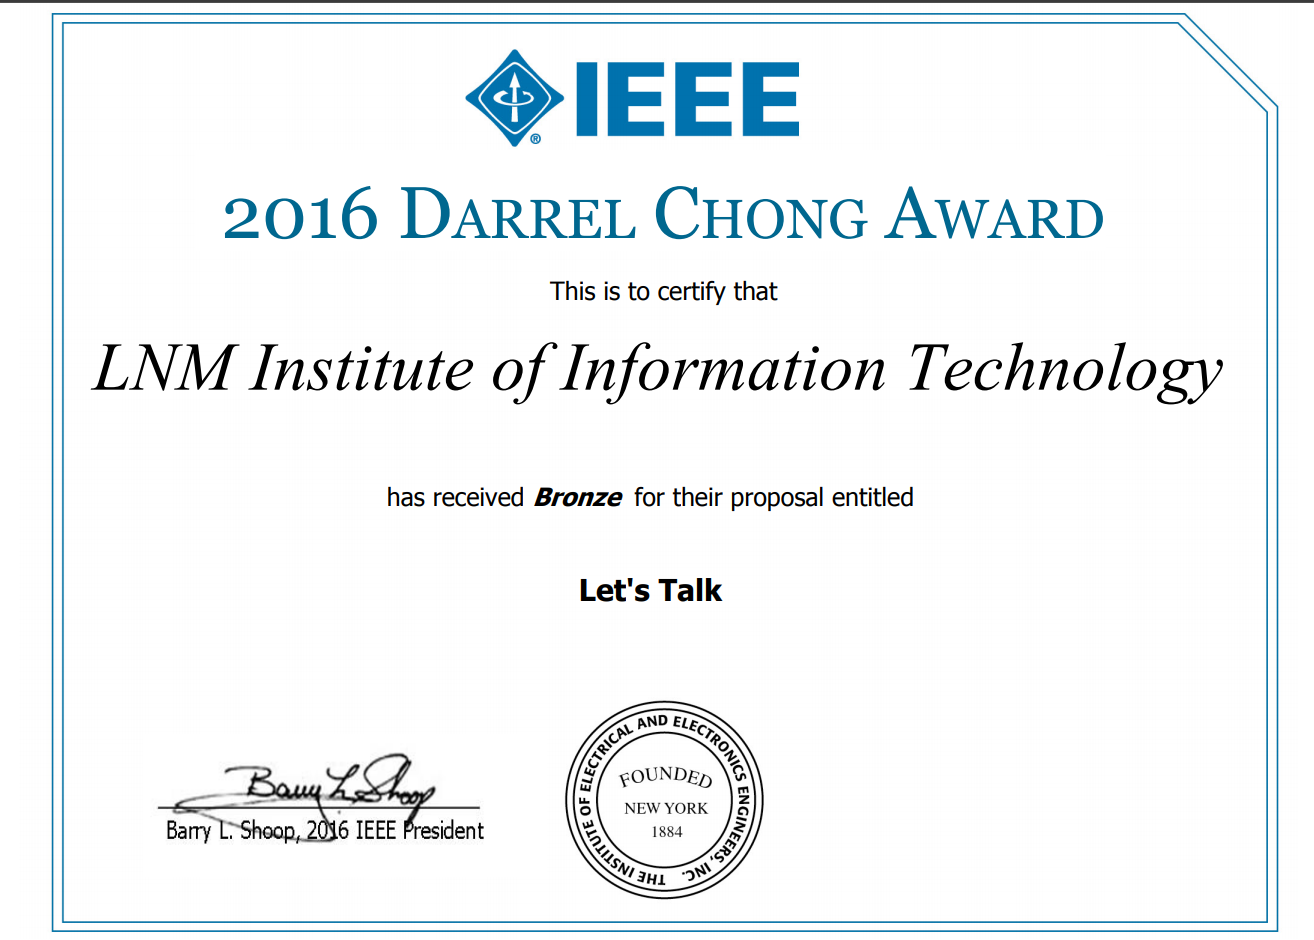 IEEE
®
2016 DARREL CHONG AWARD
This is to certify that
LNM Institute of Information Technology
has received Bronze for their proposal entitled
Let's Talk
Barry L. Shoop
Barry L. Shoop, 2016 IEEE President
THE INSTITUTE OF ELECTRICAL AND ELECTRONICS ENGINEERS, INC.
FOUNDED
NEW YORK
1884